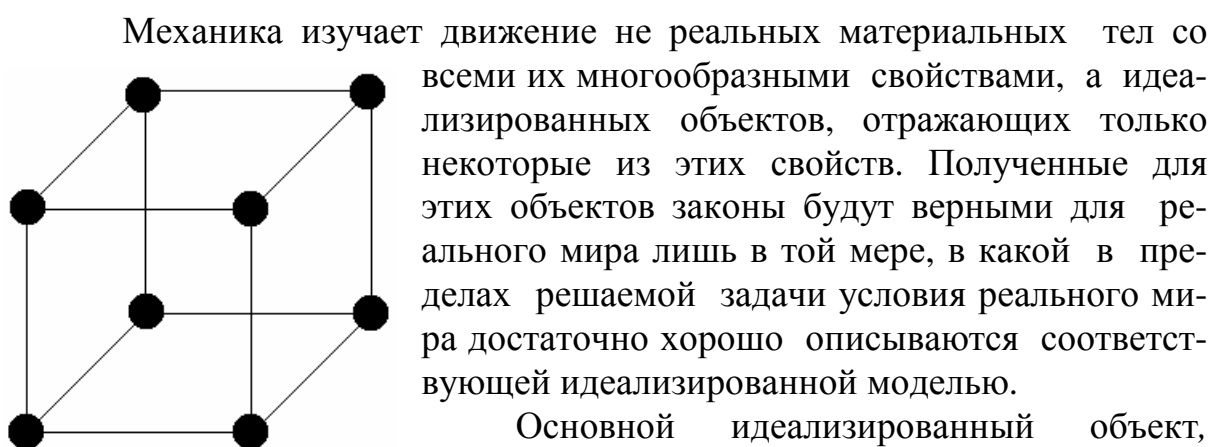 Механика изучает движение не реальных материальных тел со
всеми их многообразными свойствами, а идеа-
лизированных объектов, отражающих только
некоторые из этих свойств. Полученные для
этих объектов законы будут верными для ре-
ального мира лишь в той мере, в какой в пре-
делах решаемой задачи условия реального ми-
ра достаточно хорошо описываются соответст-
вующей идеализированной моделью.
Основной идеализированный объект,